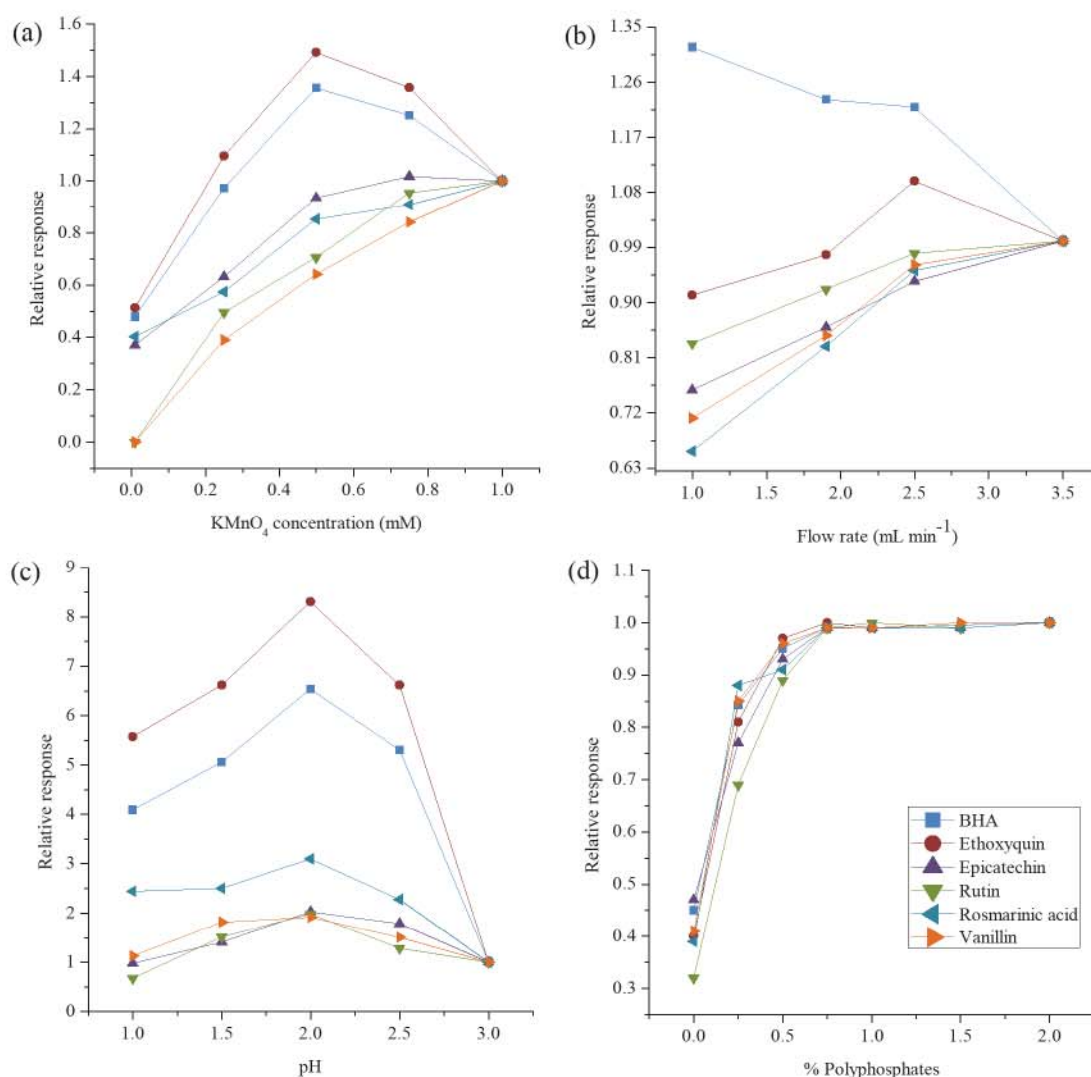 (a)
1.6
1.4
1.2
1.0
0.8
0.6
0.4
0.2
0.0
Relative response
0.0 0.2 0.4 0.6 0.8 1.0
KMnO4 concentration (mM)
(b)
1.35
1.26
1.17
1.08
0.99
0.90
0.81
0.72
0.63
Relative response
1.0 1.5 2.0 2.5 3.0 3.5
Flow rate (mL min-1)
(c)
9
8
7
6
5
4
3
2
1
0
Relative response
1.0 1.5 2.0 2.5 3.0
pH
(d)
1.1
1.0
0.9
0.8
0.7
0.6
0.5
0.4
0.3
Relative response
BHA
Ethoxyquin
Epicatechin
Rutin
Rosmarinic acid
Vanillin
0.0 0.5 1.0 1.5 2.0
% Polyphosphates